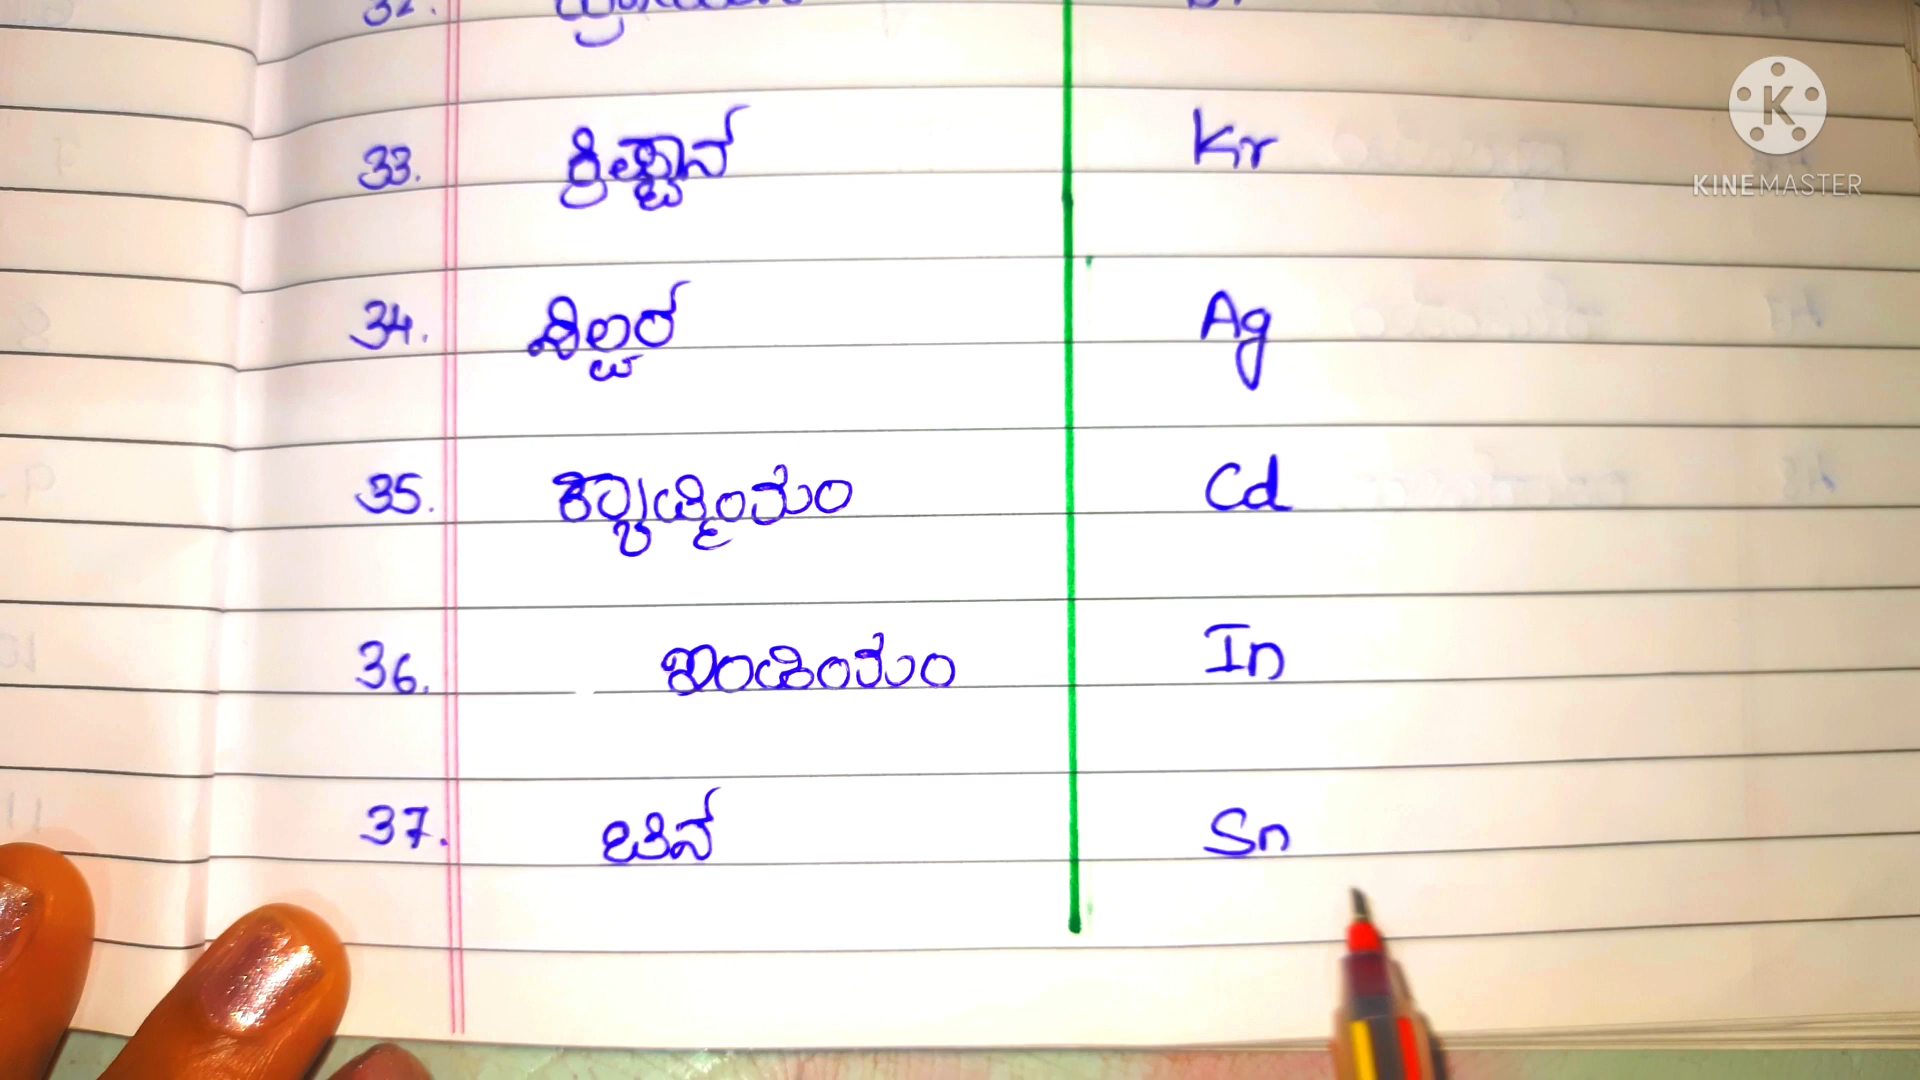 33. ಕ್ರಿಪ್ಟಾನ್ Kr
34. ಸಿಲ್ವರ್ Ag
35. ಕ್ಯಾಡ್ಮಿಯಂ Cd
36. ಇಂಡಿಯಂ In
37. ಟಿನ್ Sn
KINEMASTER